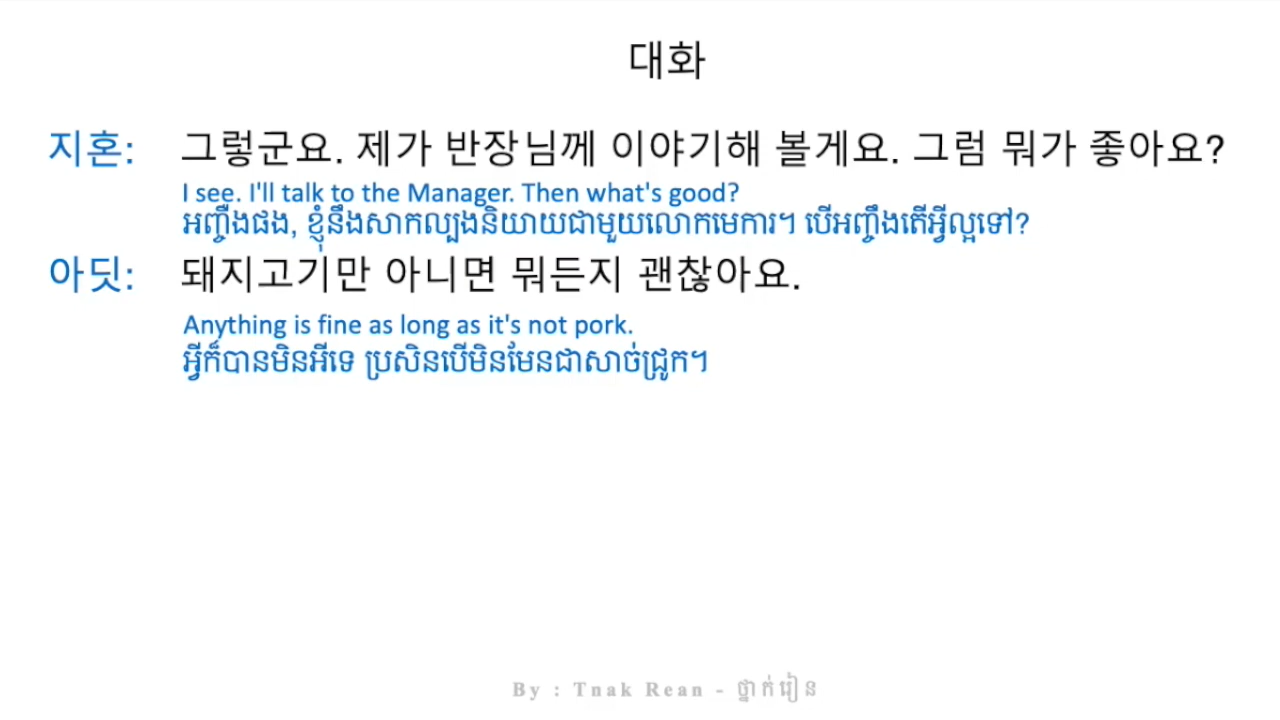 대화
지혼: 그렇군요. 제가 반장님께 이야기해 볼게요. 그럼 뭐가 좋아요?
I see. I'll talk to the Manager. Then what's good?
អញ្ចឹងផង, ខ្ញុំនឹងសាកល្បងនិយាយជាមួយលោកមេការ។ បើអញ្ចឹងតើអ្វីល្អទៅ?
아딧: 돼지고기만 아니면 뭐든지 괜찮아요.
Anything is fine as long as it's not pork.
អ្វីក៏បានមិនអីទេ ប្រសិនបើមិនមែនជាសាច់ជ្រូក។
By : Tnak Rean - ថ្នាក់រៀន